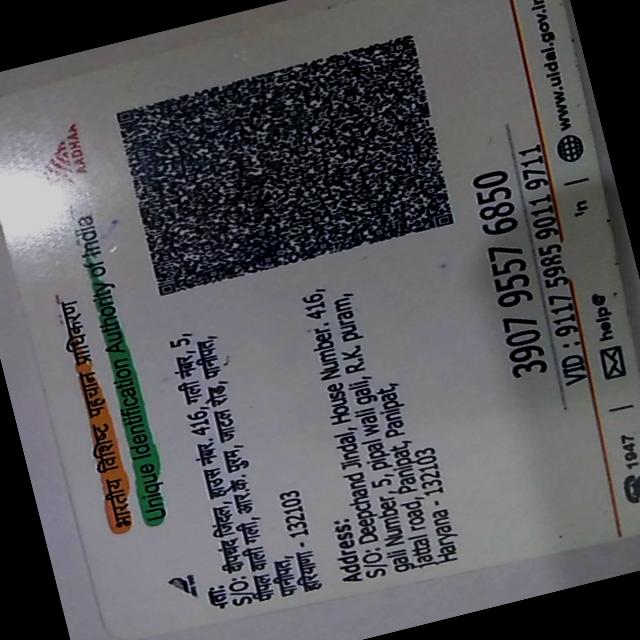 AADHAAR
भारतीय विशिष्ट पहचान प्राधिकरण
Unique Identification Authority of India
S/O: दीपचंद जिंदल, हाउस नंबर. 416, गली नंबर, 5,
पीपल वाली गली, आर.के. पुरम, जाटल रोड, पानीपत,
पानीपत,
हरियाणा - 132103
Address:
S/O: Deepchand Jindal, House Number. 416,
gali Number, 5, pipal wali gali, R.K. puram,
jattal road, Panipat, Panipat,
Haryana - 132103
3907 9557 6850
VID : 9117 5985 9011 9711
1947 | help@ | www.uidai.gov.in